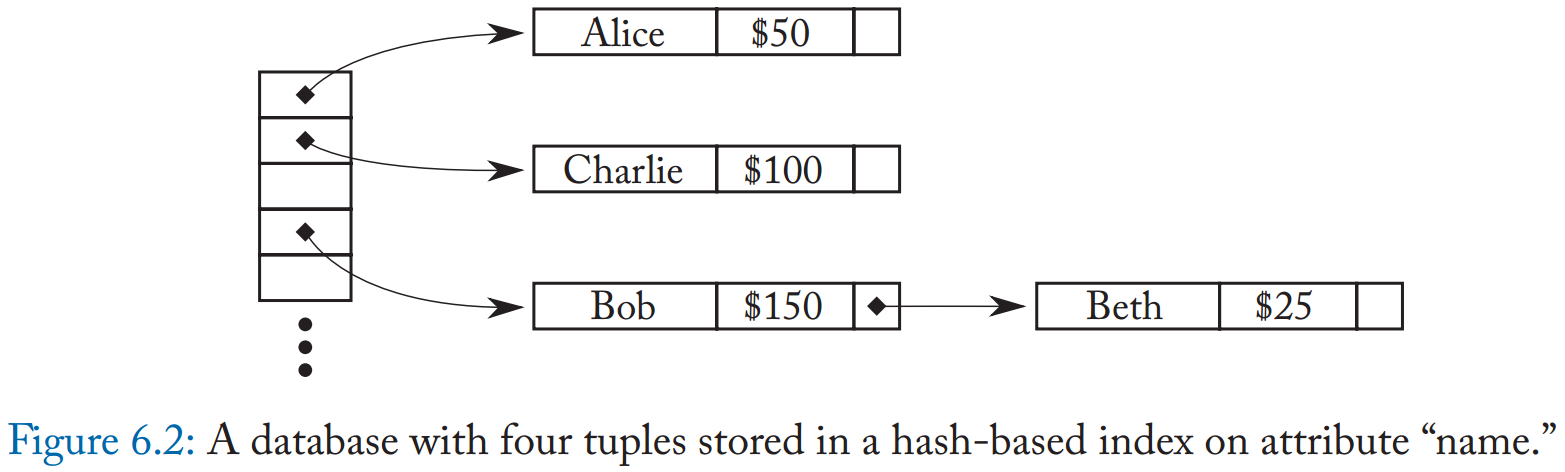 Alice $50
Charlie $100
Bob $150 Beth $25
Figure 6.2: A database with four tuples stored in a hash-based index on attribute “name.”